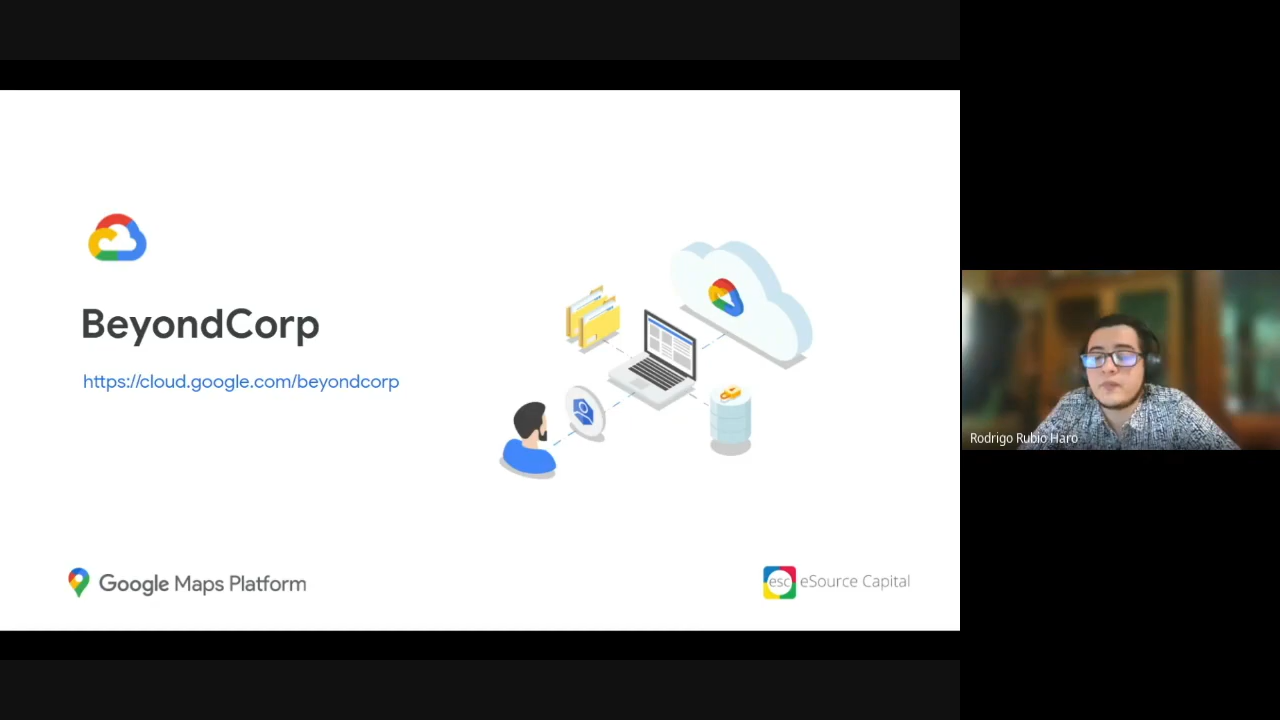 BeyondCorp
https://cloud.google.com/beyondcorp
Google Maps Platform
esc eSource Capital
Rodrigo Rubio Haro